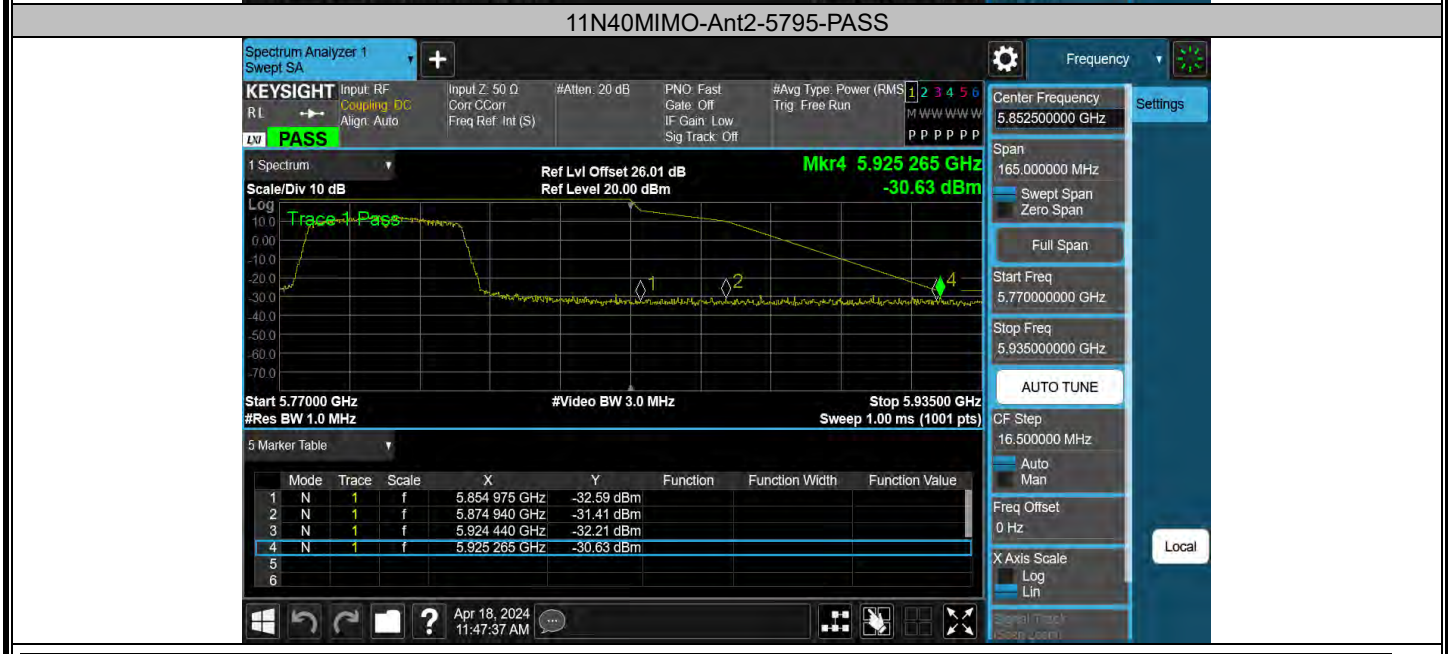 11N40MIMO-Ant2-5795-PASS
Spectrum Analyzer 1
Swept SA
+
Frequency
KEYSIGHT
RL
LXI
PASS
Input: RF
Coupling: DC
Align: Auto
Input Z: 50 Ω
Corr CCorr
Freq Ref: Int (S)
#Atten: 20 dB
PNO: Fast
Gate: Off
IF Gain: Low
Sig Track: Off
#Avg Type: Power (RMS
Trig: Free Run
1 2 3 4 5 6
M W W W W W
P P P P P P
Center Frequency
5.852500000 GHz
Settings
1 Spectrum
Scale/Div 10 dB
Ref Lvl Offset 26.01 dB
Ref Level 20.00 dBm
Mkr4 5.925 265 GHz
-30.63 dBm
Span
165.000000 MHz
Swept Span
Zero Span
Full Span
Start Freq
5.770000000 GHz
Stop Freq
5.935000000 GHz
AUTO TUNE
CF Step
16.500000 MHz
Auto
Man
Freq Offset
0 Hz
X Axis Scale
Log
Lin
Local
Log
Trace 1 Pass
10.0
0.00
-10.0
-20.0
-30.0
-40.0
-50.0
-60.0
-70.0
1
2
4
Start 5.77000 GHz
#Video BW 3.0 MHz
Stop 5.93500 GHz
#Res BW 1.0 MHz
Sweep 1.00 ms (1001 pts)
5 Marker Table
Mode Trace Scale X Y Function Function Width Function Value
1 N 1 f 5.854 975 GHz -32.59 dBm
2 N 1 f 5.874 940 GHz -31.41 dBm
3 N 1 f 5.924 440 GHz -32.21 dBm
4 N 1 f 5.925 265 GHz -30.63 dBm
5
6
?
Apr 18, 2024
11:47:37 AM